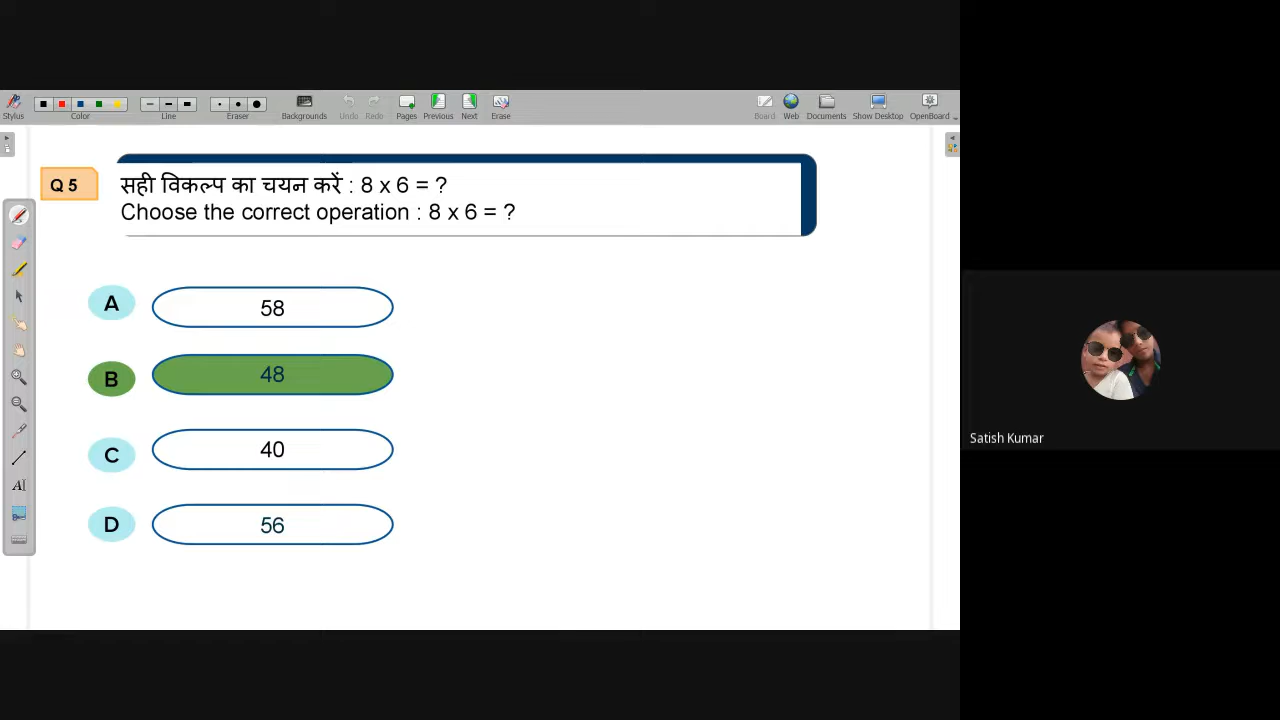 Stylus
Color
Line
Eraser
Backgrounds
Undo
Redo
Pages
Previous
Next
Erase
Board
Web
Documents
Show Desktop
OpenBoard
Q 5
सही विकल्प का चयन करें : 8 x 6 = ?
Choose the correct operation : 8 x 6 = ?
A
58
B
48
C
40
D
56
Satish Kumar